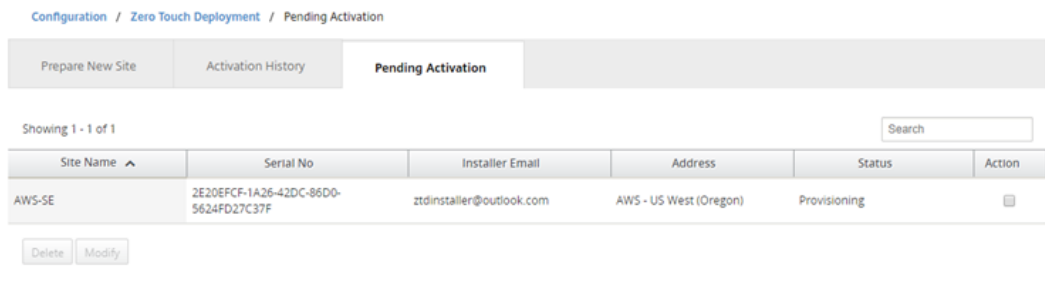 Configuration / Zero Touch Deployment / Pending Activation
Prepare New Site Activation History Pending Activation
Showing 1 - 1 of 1 Search
Site Name Serial No Installer Email Address Status Action
AWS-SE 2E20EFCF-1A26-42DC-86D0- ztdinstaller@outlook.com AWS - US West (Oregon) Provisioning
5624FD27C37F
Delete Modify